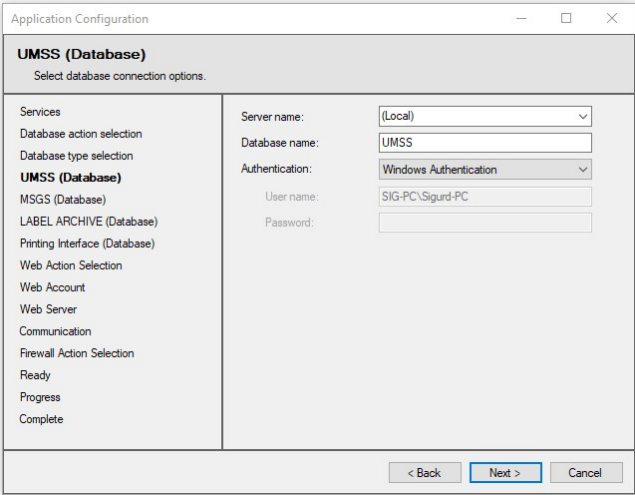 Application Configuration
UMSS (Database)
Select database connection options.
Services
Database action selection
Database type selection
UMSS (Database)
MSGS (Database)
LABEL ARCHIVE (Database)
Printing Interface (Database)
Web Action Selection
Web Account
Web Server
Communication
Firewall Action Selection
Ready
Progress
Complete
Server name: (Local)
Database name: UMSS
Authentication: Windows Authentication
User name: SIG-PC\Sigurd-PC
Password:
< Back Next > Cancel